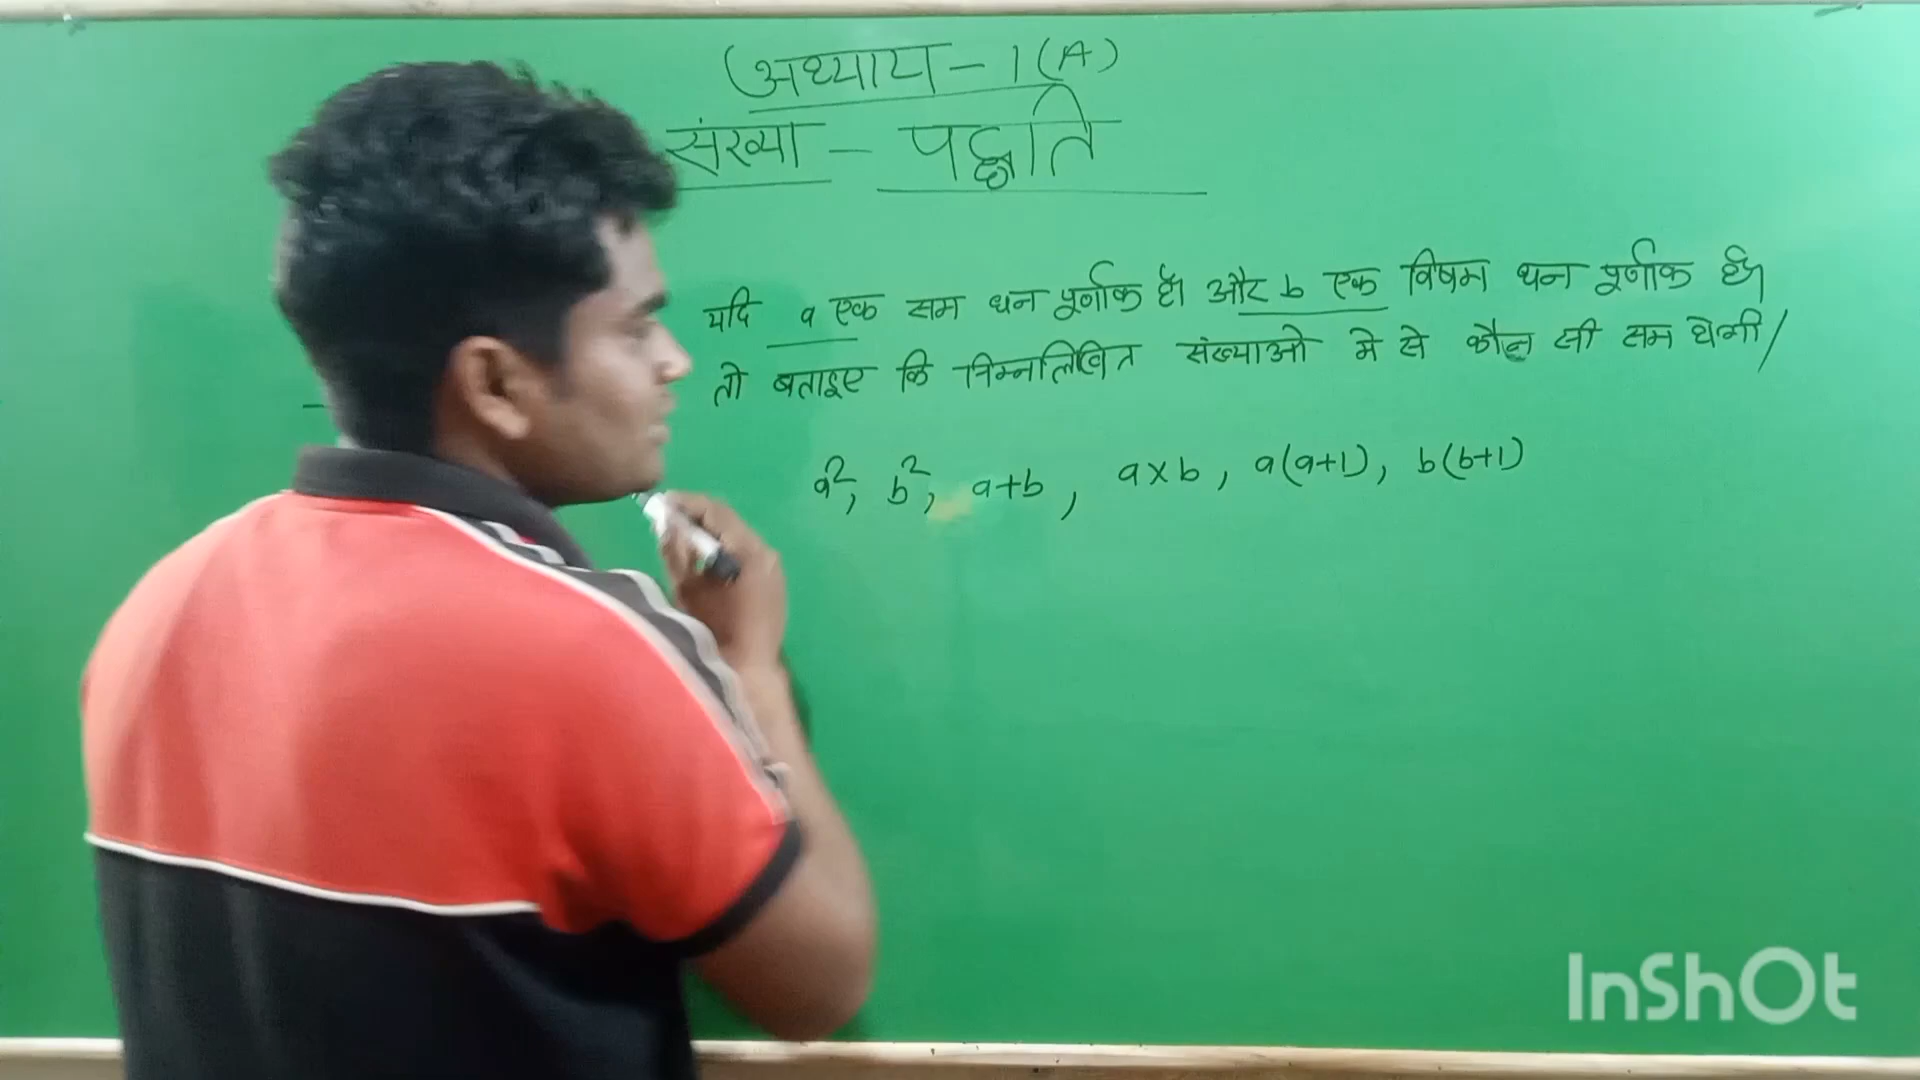 अध्याय - 1 (A)
संख्या - पद्धति
यदि a एक सम धन पूर्णांक है। और b एक विषम धन पूर्णांक है।
तो बताइए कि निम्नलिखित संख्याओ मे से कौन सी सम होगी /
a², b², a+b, a×b, a(a+1), b(b+1)
InShOt